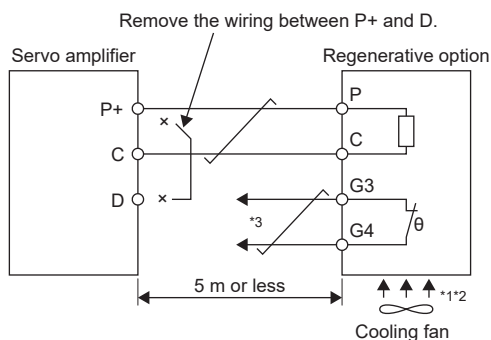 Remove the wiring between P+ and D.
Servo amplifier
Regenerative option
P+
P
C
C
D
G3
G4
*3
θ
5 m or less
*1*2
Cooling fan